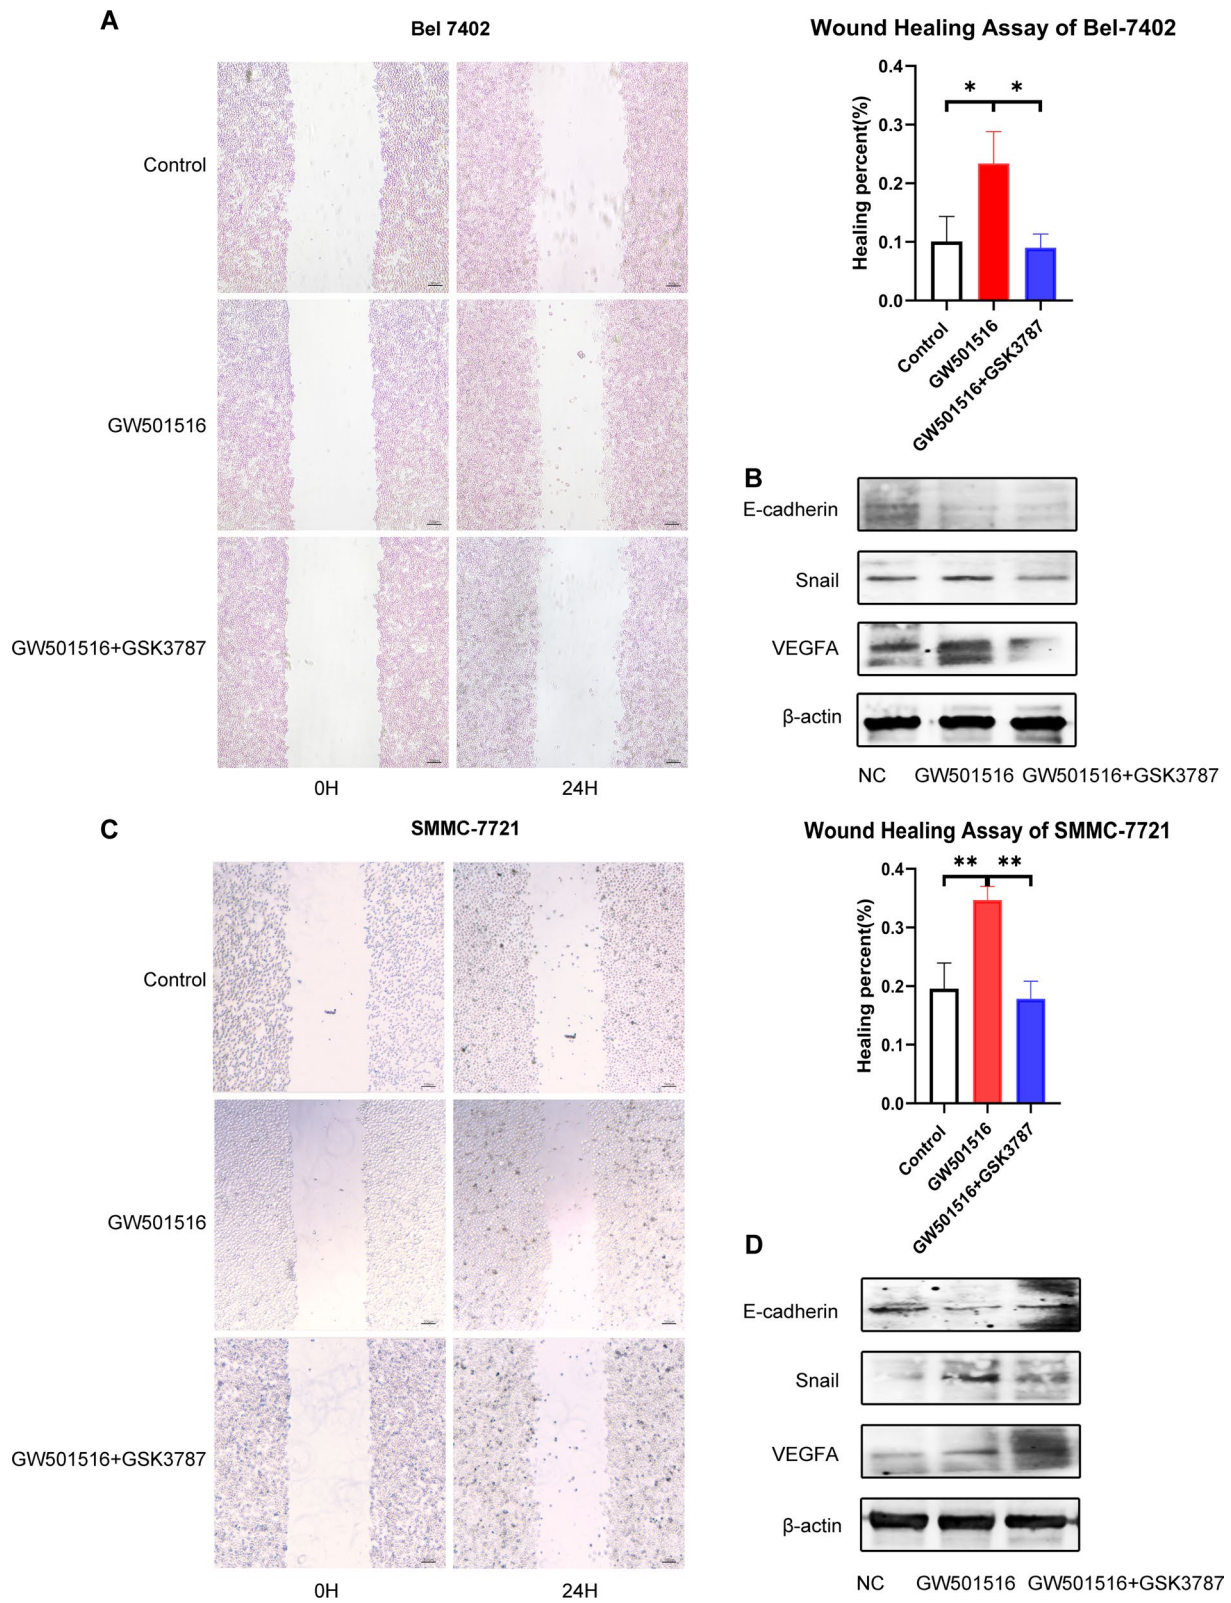 A
Bel 7402
Control
GW501516
GW501516+GSK3787
0H
24H
Wound Healing Assay of Bel-7402
Healing percent(%)
0.4
0.3
0.2
0.1
0.0
*
*
Control
GW501516
GW501516+GSK3787
B
E-cadherin
Snail
VEGFA
β-actin
NC GW501516 GW501516+GSK3787
C
SMMC-7721
Control
GW501516
GW501516+GSK3787
0H
24H
Wound Healing Assay of SMMC-7721
Healing percent(%)
0.4
0.3
0.2
0.1
0.0
**
**
Control
GW501516
GW501516+GSK3787
D
E-cadherin
Snail
VEGFA
β-actin
NC GW501516 GW501516+GSK3787